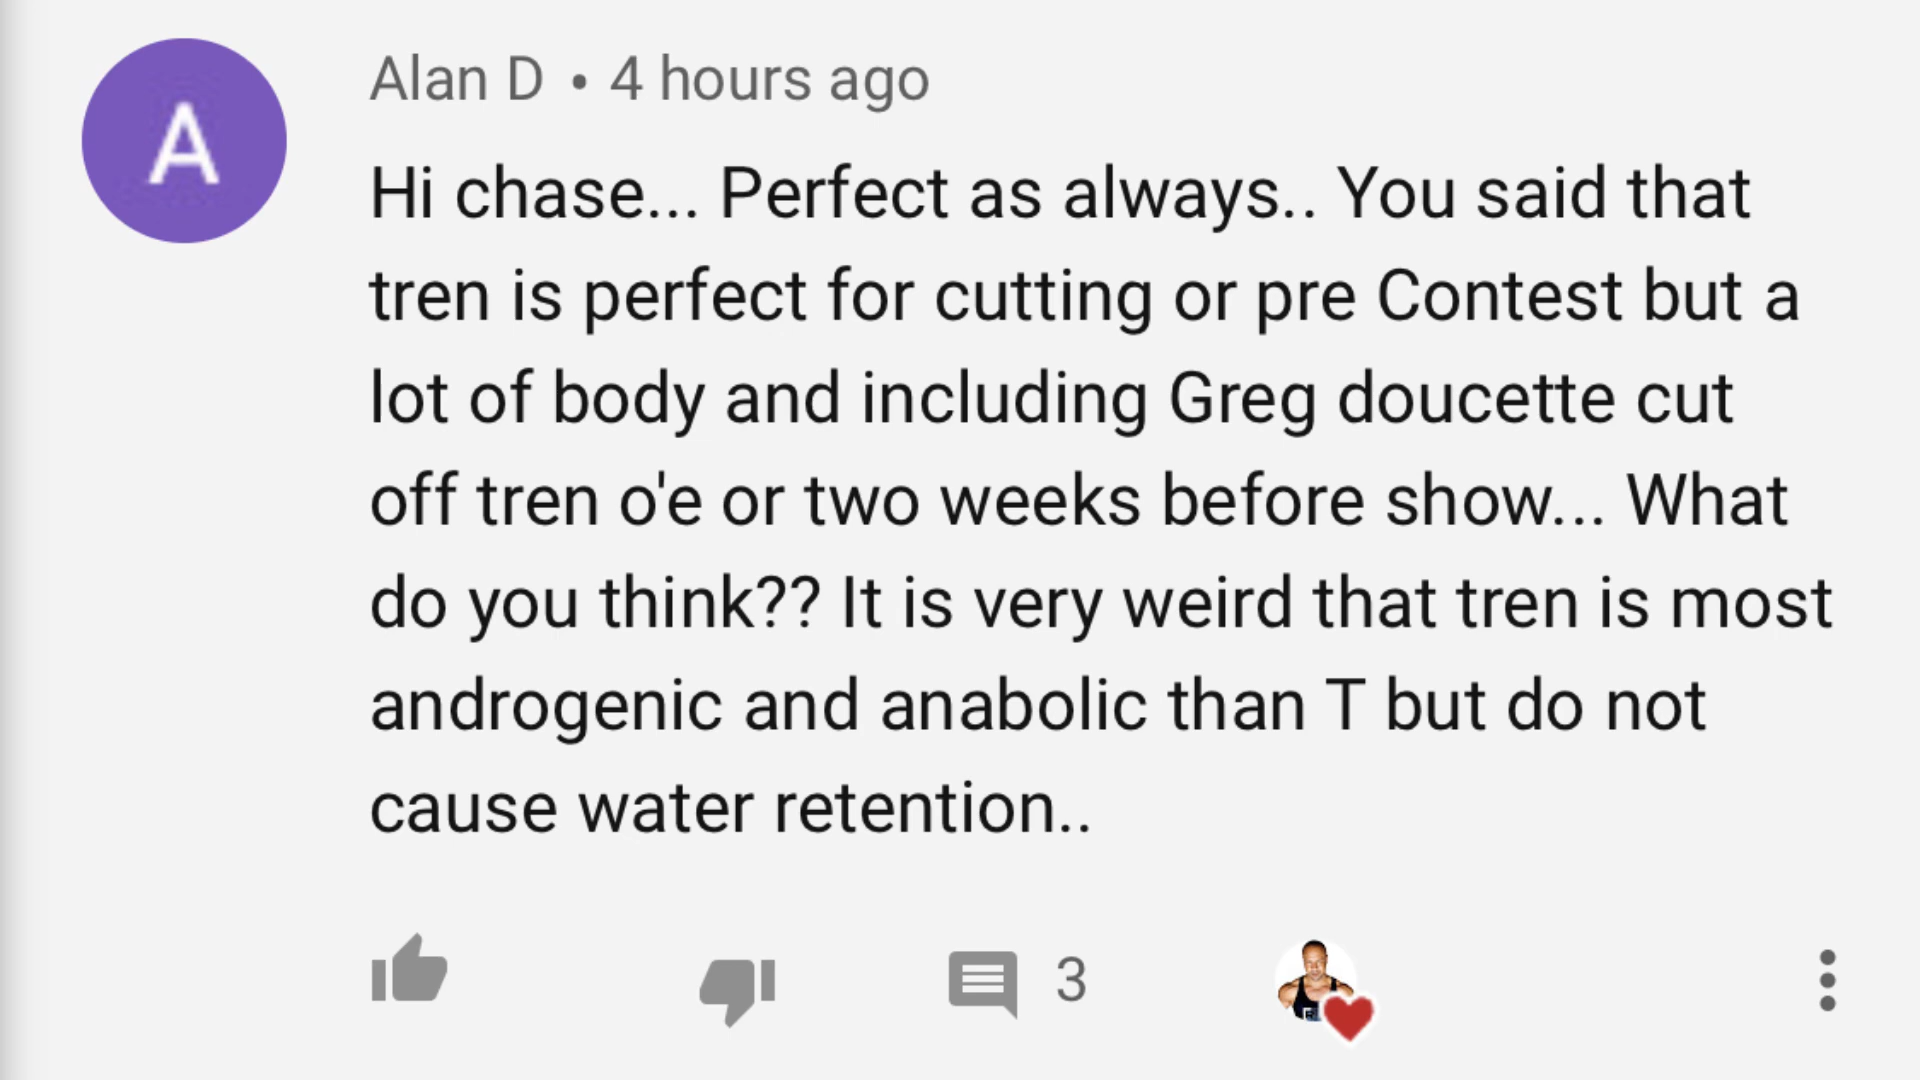 A
Alan D • 4 hours ago
Hi chase... Perfect as always.. You said that
tren is perfect for cutting or pre Contest but a
lot of body and including Greg doucette cut
off tren o'e or two weeks before show... What
do you think?? It is very weird that tren is most
androgenic and anabolic than T but do not
cause water retention..
3